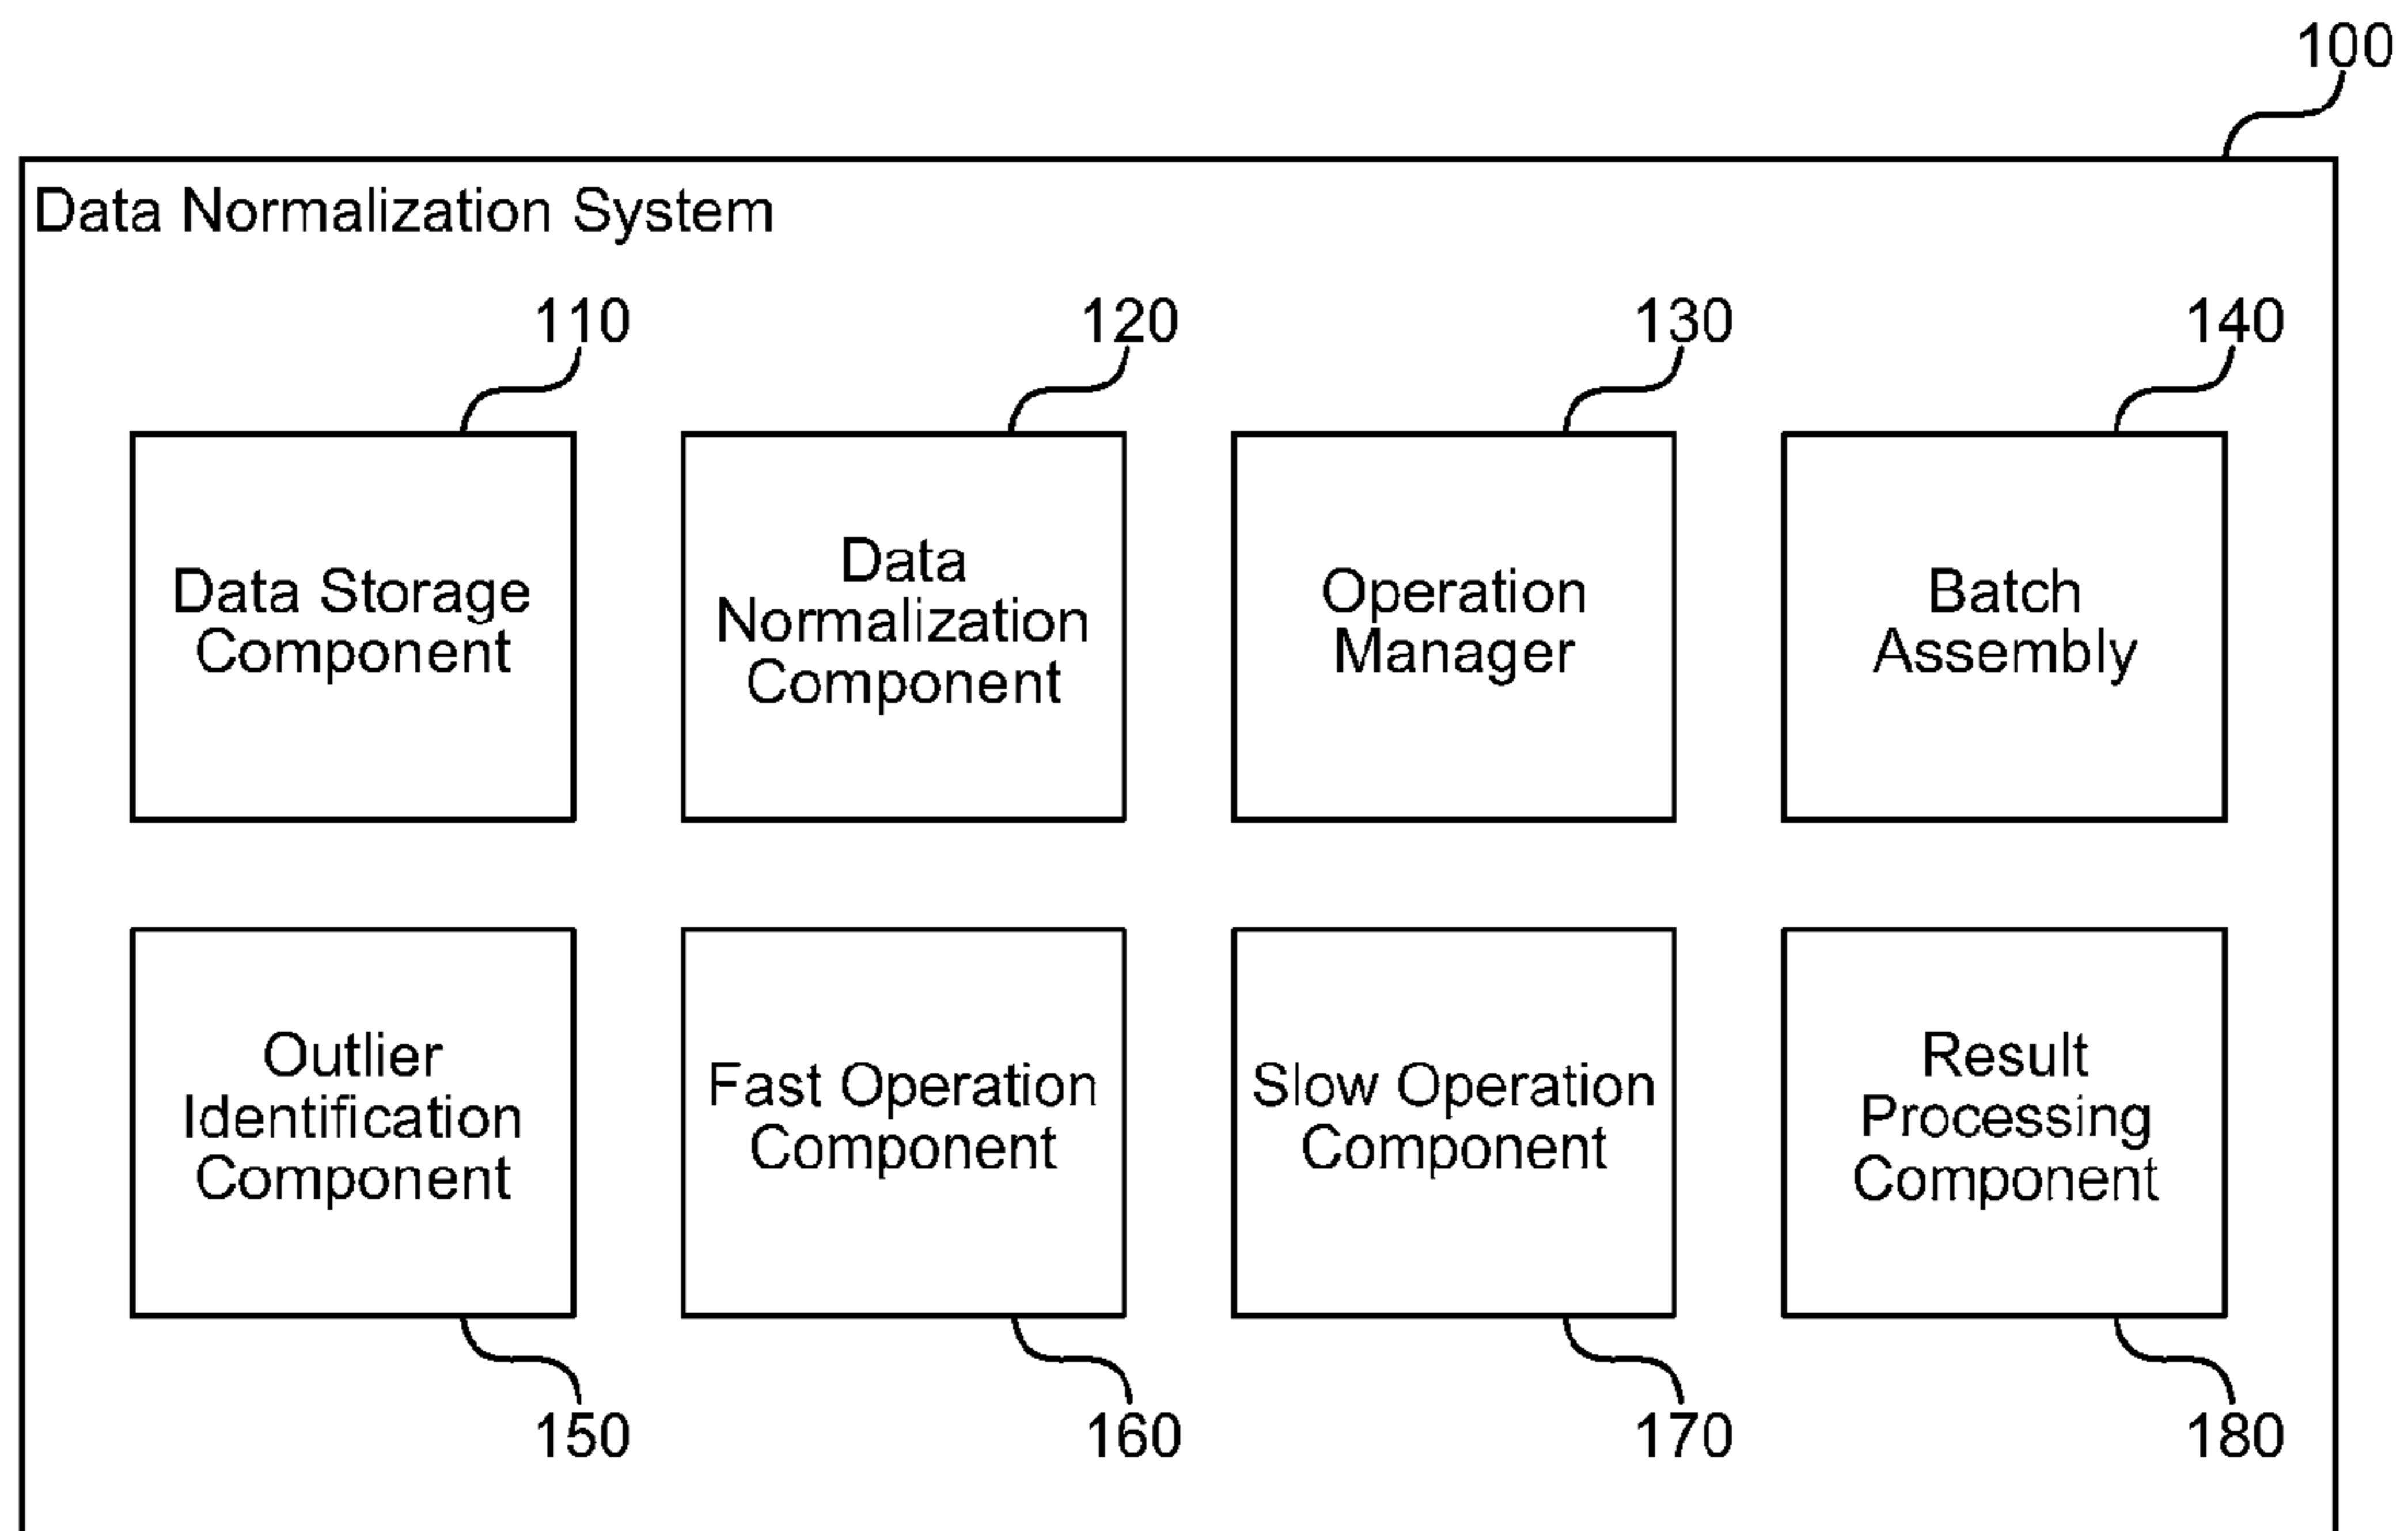 100
Data Normalization System
110
120
130
140
Data Storage
Component
Data
Normalization
Component
Operation
Manager
Batch
Assembly
Outlier
Identification
Component
Fast Operation
Component
Slow Operation
Component
Result
Processing
Component
150
160
170
180